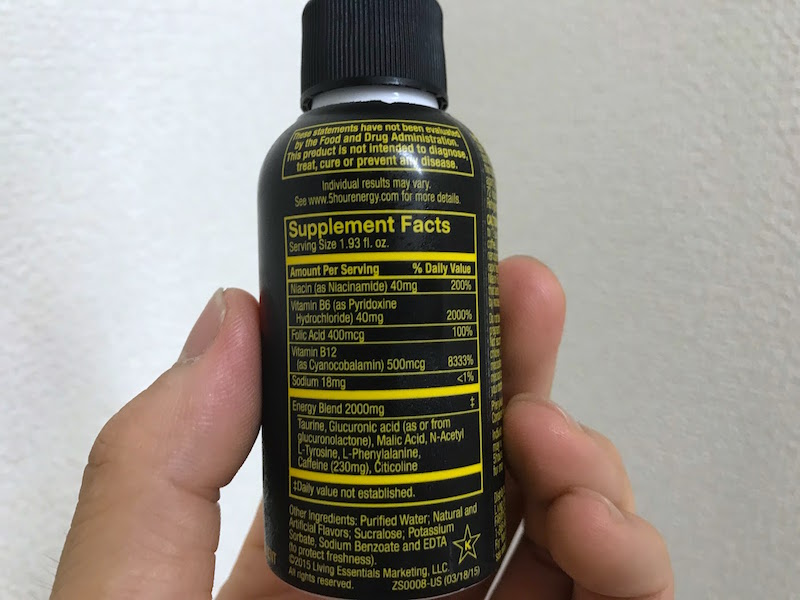 These statements have not been evaluated
by the Food and Drug Administration.
This product is not intended to diagnose,
treat, cure or prevent any disease.
Individual results may vary.
See www.5hourenergy.com for more details.
Supplement Facts
Serving Size 1.93 fl. oz.
Amount Per Serving % Daily Value
Niacin (as Niacinamide) 40mg 200%
Vitamin B6 (as Pyridoxine
Hydrochloride) 40mg 2000%
Folic Acid 400mcg 100%
Vitamin B12
(as Cyanocobalamin) 500mcg 8333%
Sodium 18mg <1%
Energy Blend 2000mg ‡
Taurine, Glucuronic acid (as or from
glucuronolactone), Malic Acid, N-Acetyl
L-Tyrosine, L-Phenylalanine,
Caffeine (230mg), Citicoline
‡Daily value not established.
Other Ingredients: Purified Water; Natural and
Artificial Flavors; Sucralose; Potassium
Sorbate, Sodium Benzoate and EDTA
(to protect freshness).
K
©2015 Living Essentials Marketing, LLC.
All rights reserved. ZS0008-US (03/18/15)